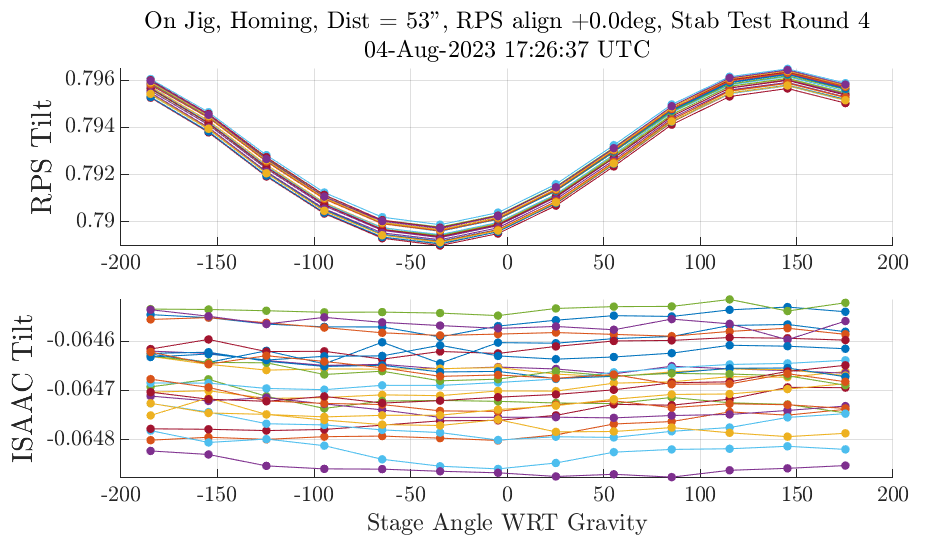 On Jig, Homing, Dist = 53", RPS align +0.0deg, Stab Test Round 4
04-Aug-2023 17:26:37 UTC
RPS Tilt
0.796
0.794
0.792
0.79
-200 -150 -100 -50 0 50 100 150 200
ISAAC Tilt
-0.0646
-0.0647
-0.0648
-200 -150 -100 -50 0 50 100 150 200
Stage Angle WRT Gravity